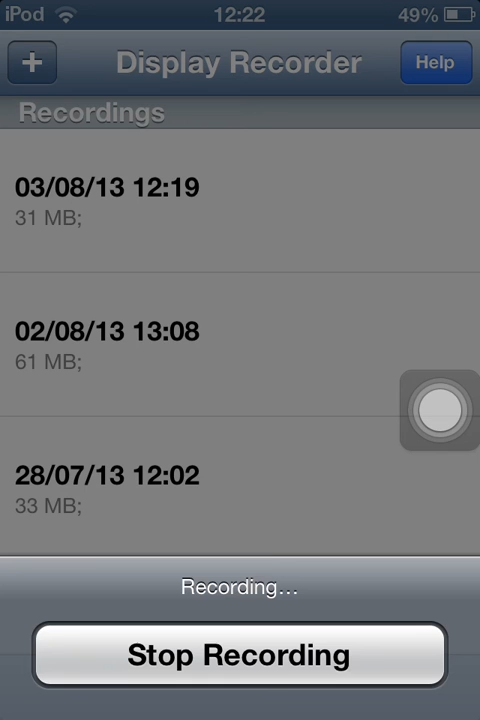 iPod 12:22 49%
+ Display Recorder Help
Recordings
03/08/13 12:19
31 MB;
02/08/13 13:08
61 MB;
28/07/13 12:02
33 MB;
Recording...
Stop Recording